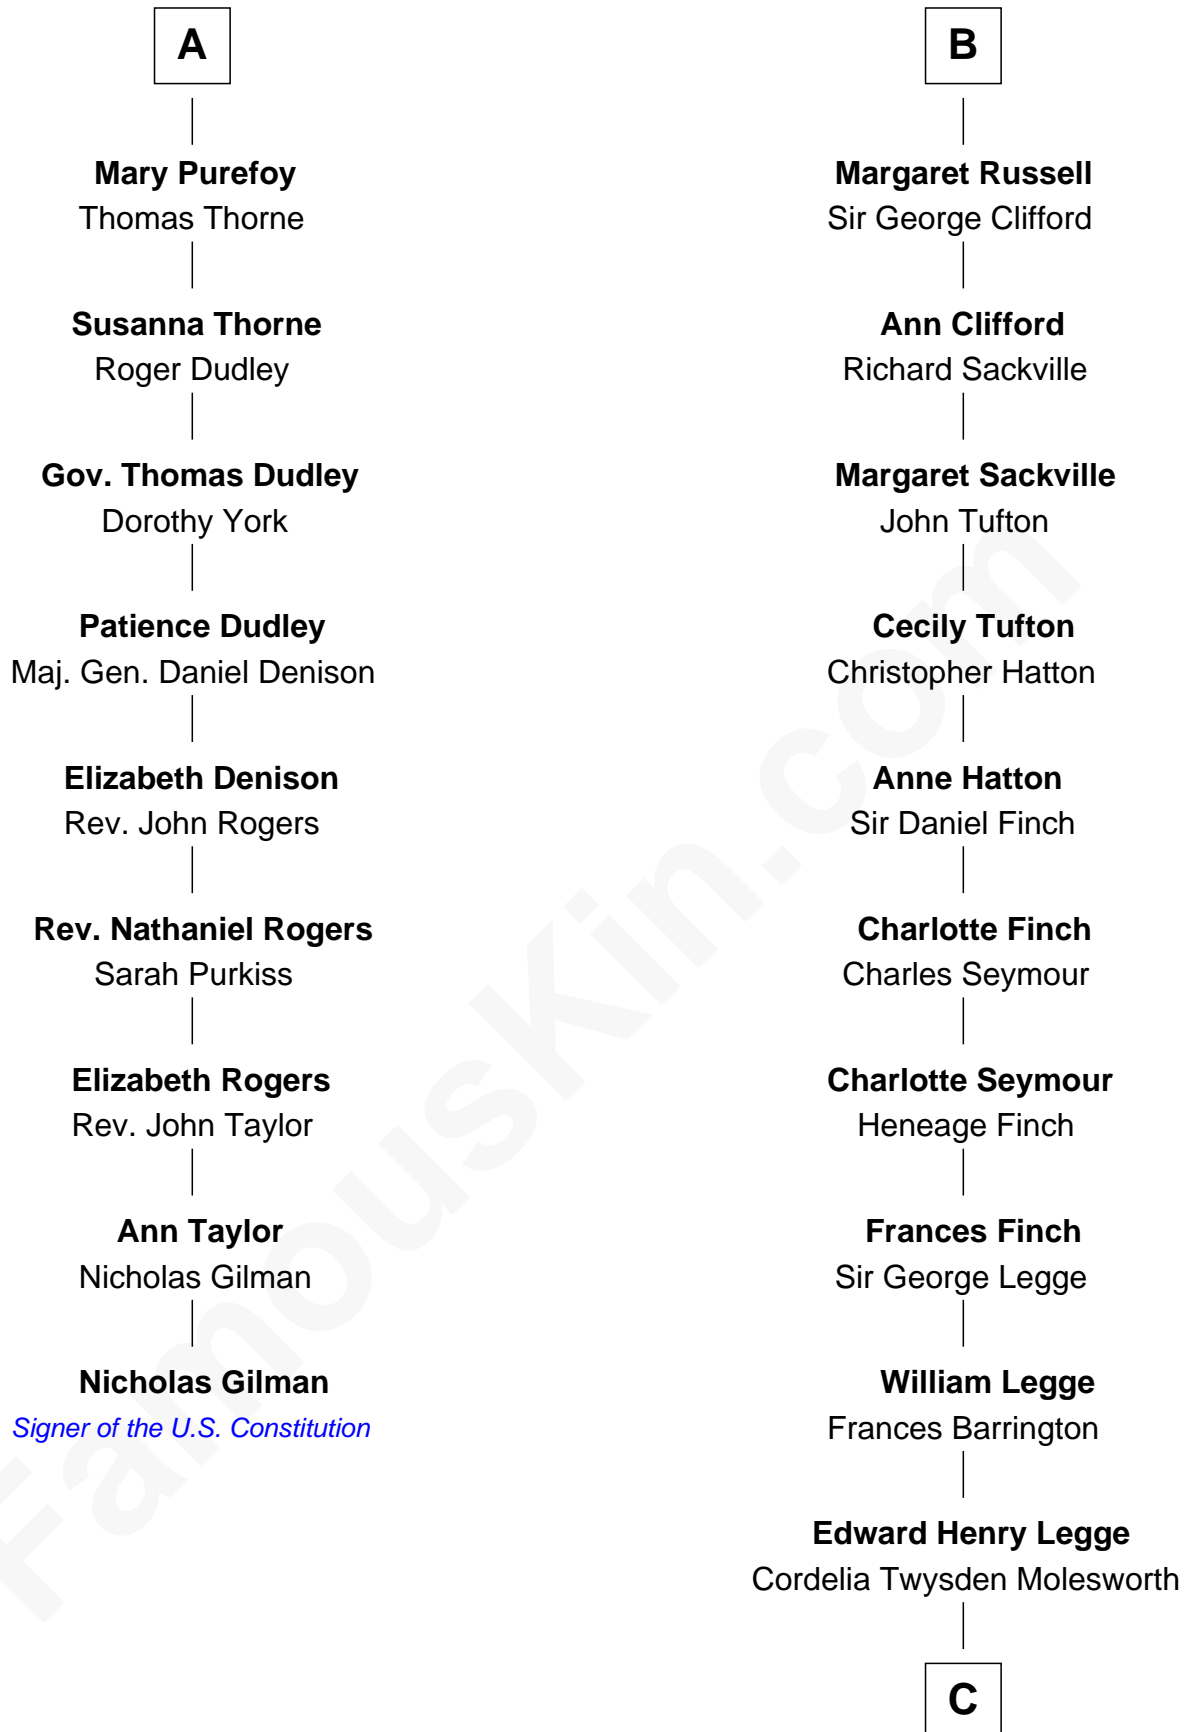 A
Mary Purefoy
Thomas Thorne
Susanna Thorne
Roger Dudley
Gov. Thomas Dudley
Dorothy York
Patience Dudley
Maj. Gen. Daniel Denison
Elizabeth Denison
Rev. John Rogers
Rev. Nathaniel Rogers
Sarah Purkiss
Elizabeth Rogers
Rev. John Taylor
Ann Taylor
Nicholas Gilman
Nicholas Gilman
Signer of the U.S. Constitution
B
Margaret Russell
Sir George Clifford
Ann Clifford
Richard Sackville
Margaret Sackville
John Tufton
Cecily Tufton
Christopher Hatton
Anne Hatton
Sir Daniel Finch
Charlotte Finch
Charles Seymour
Charlotte Seymour
Heneage Finch
Frances Finch
Sir George Legge
William Legge
Frances Barrington
Edward Henry Legge
Cordelia Twysden Molesworth
C
FamousKin.com